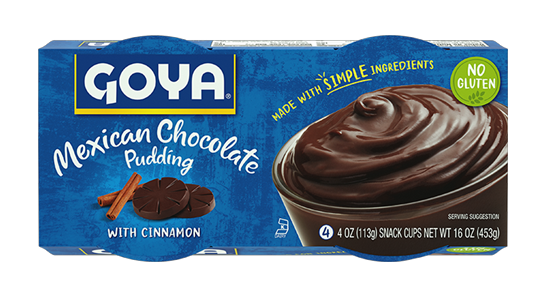 GOYA®
Mexican Chocolate
Pudding
WITH CINNAMON
MADE WITH SIMPLE INGREDIENTS
NO
GLUTEN
SERVING SUGGESTION
4 4 OZ (113g) SNACK CUPS NET WT 16 OZ (453g)